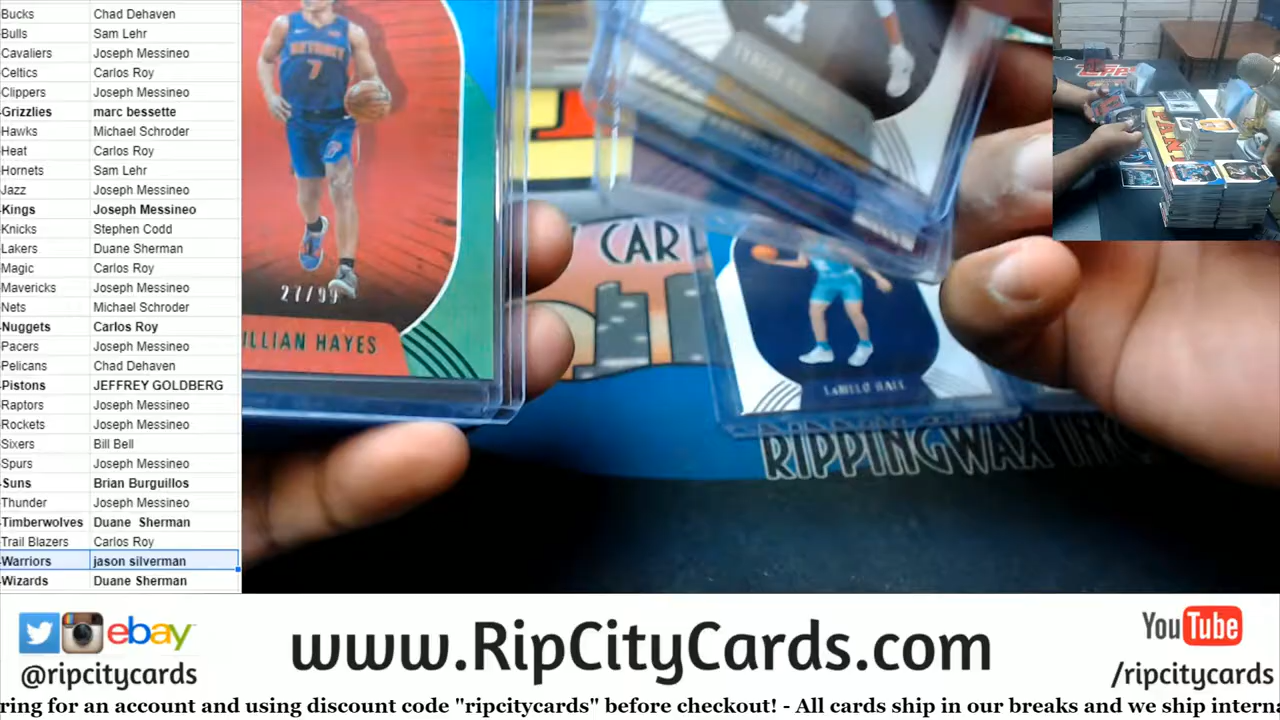 Bucks Chad Dehaven
Bulls Sam Lehr
Cavaliers Joseph Messineo
Celtics Carlos Roy
Clippers Joseph Messineo
Grizzlies marc bessette
Hawks Michael Schroder
Heat Carlos Roy
Hornets Sam Lehr
Jazz Joseph Messineo
Kings Joseph Messineo
Knicks Stephen Codd
Lakers Duane Sherman
Magic Carlos Roy
Mavericks Joseph Messineo
Nets Michael Schroder
Nuggets Carlos Roy
Pacers Joseph Messineo
Pelicans Chad Dehaven
Pistons JEFFREY GOLDBERG
Raptors Joseph Messineo
Rockets Joseph Messineo
Sixers Bill Bell
Spurs Joseph Messineo
Suns Brian Burguillos
Thunder Joseph Messineo
Timberwolves Duane Sherman
Trail Blazers Carlos Roy
Warriors jason silverman
Wizards Duane Sherman
DETROIT
7
27/99
ILLIAN HAYES
CAR
LaMELO BALL
RIPPINGWAX INC
ebay
@ripcitycards
www.RipCityCards.com
YouTube
/ripcitycards
ring for an account and using discount code "ripcitycards" before checkout! - All cards ship in our breaks and we ship interna